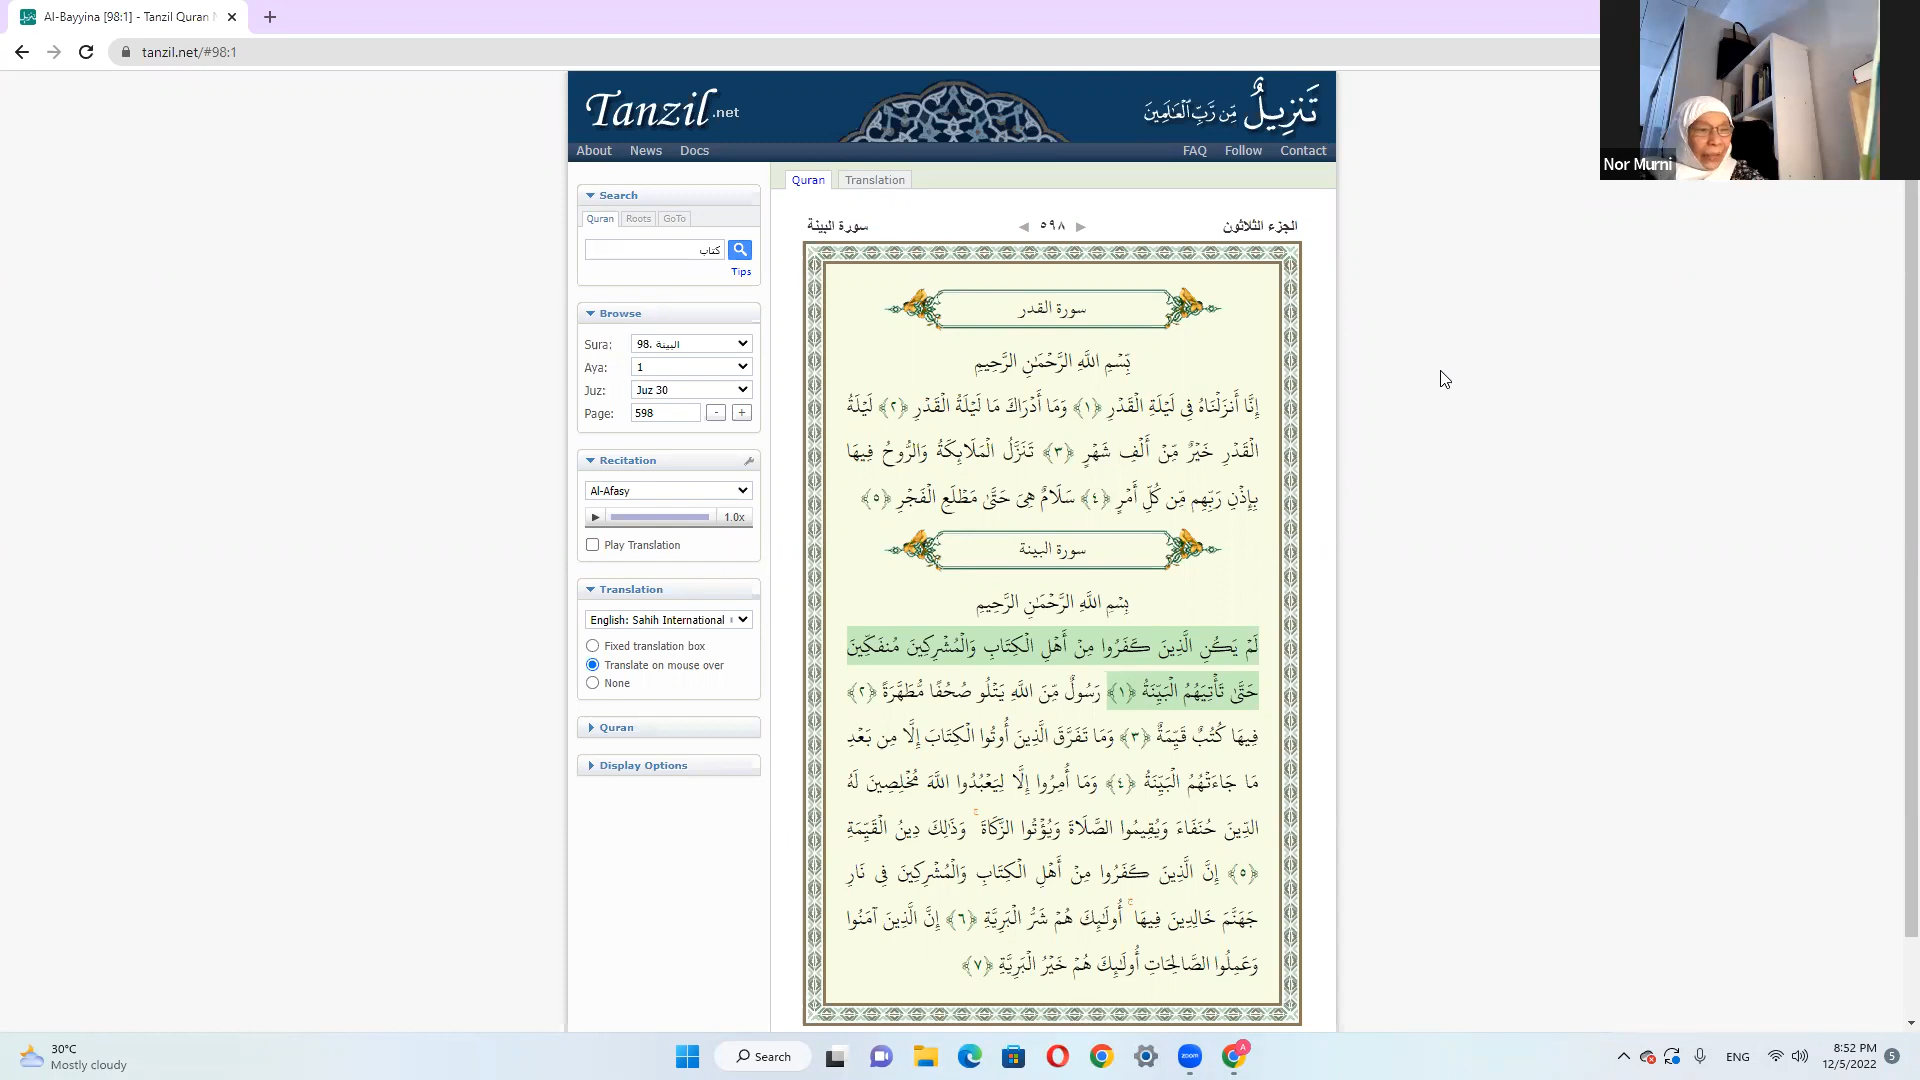 Al-Bayyina [98:1] - Tanzil Quran
tanzil.net/#98:1
Nor Murni
Tanzil.net
تَنزِيلٌ مِّن رَّبِّ الْعَالَمِينَ
About News Docs
FAQ Follow Contact
Quran Translation
Search
Quran Roots GoTo
كتاب
Tips
Browse
Sura: 98. البينة
Aya: 1
Juz: Juz 30
Page: 598 - +
Recitation
Al-Afasy
1.0x
Play Translation
Translation
English: Sahih International
Fixed translation box
Translate on mouse over
None
Quran
Display Options
الجزء الثلاثون ٥٩٨ سورة البينة
سورة القدر
بِّسْمِ اللَّهِ الرَّحْمَٰنِ الرَّحِيمِ
إِنَّا أَنزَلْنَاهُ فِي لَيْلَةِ الْقَدْرِ ﴿١﴾ وَمَا أَدْرَاكَ مَا لَيْلَةُ الْقَدْرِ ﴿٢﴾ لَيْلَةُ
الْقَدْرِ خَيْرٌ مِّنْ أَلْفِ شَهْرٍ ﴿٣﴾ تَنَزَّلُ الْمَلَائِكَةُ وَالرُّوحُ فِيهَا
بِإِذْنِ رَبِّهِم مِّن كُلِّ أَمْرٍ ﴿٤﴾ سَلَامٌ هِيَ حَتَّىٰ مَطْلَعِ الْفَجْرِ ﴿٥﴾
سورة البينة
بِسْمِ اللَّهِ الرَّحْمَٰنِ الرَّحِيمِ
لَمْ يَكُنِ الَّذِينَ كَفَرُوا مِنْ أَهْلِ الْكِتَابِ وَالْمُشْرِكِينَ مُنفَكِّينَ
حَتَّىٰ تَأْتِيَهُمُ الْبَيِّنَةُ ﴿١﴾ رَسُولٌ مِّنَ اللَّهِ يَتْلُو صُحُفًا مُّطَهَّرَةً ﴿٢﴾
فِيهَا كُتُبٌ قَيِّمَةٌ ﴿٣﴾ وَمَا تَفَرَّقَ الَّذِينَ أُوتُوا الْكِتَابَ إِلَّا مِن بَعْدِ
مَا جَاءَتْهُمُ الْبَيِّنَةُ ﴿٤﴾ وَمَا أُمِرُوا إِلَّا لِيَعْبُدُوا اللَّهَ مُخْلِصِينَ لَهُ
الدِّينَ حُنَفَاءَ وَيُقِيمُوا الصَّلَاةَ وَيُؤْتُوا الزَّكَاةَ ۚ وَذَٰلِكَ دِينُ الْقَيِّمَةِ
﴿٥﴾ إِنَّ الَّذِينَ كَفَرُوا مِنْ أَهْلِ الْكِتَابِ وَالْمُشْرِكِينَ فِي نَارِ
جَهَنَّمَ خَالِدِينَ فِيهَا ۚ أُولَٰئِكَ هُمْ شَرُّ الْبَرِيَّةِ ﴿٦﴾ إِنَّ الَّذِينَ آمَنُوا
وَعَمِلُوا الصَّالِحَاتِ أُولَٰئِكَ هُمْ خَيْرُ الْبَرِيَّةِ ﴿٧﴾
30°C
Mostly cloudy
Search
zoom
A
ENG
8:52 PM
12/5/2022
5